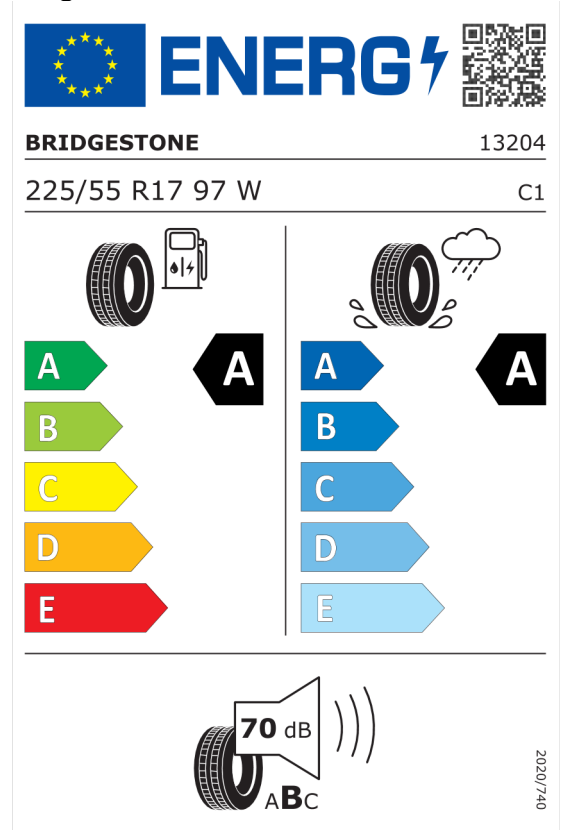 ENERG
BRIDGESTONE 13204
225/55 R17 97 W C1
A A A A
B B
C C
D D
E E
70 dB
ABC
2020/740